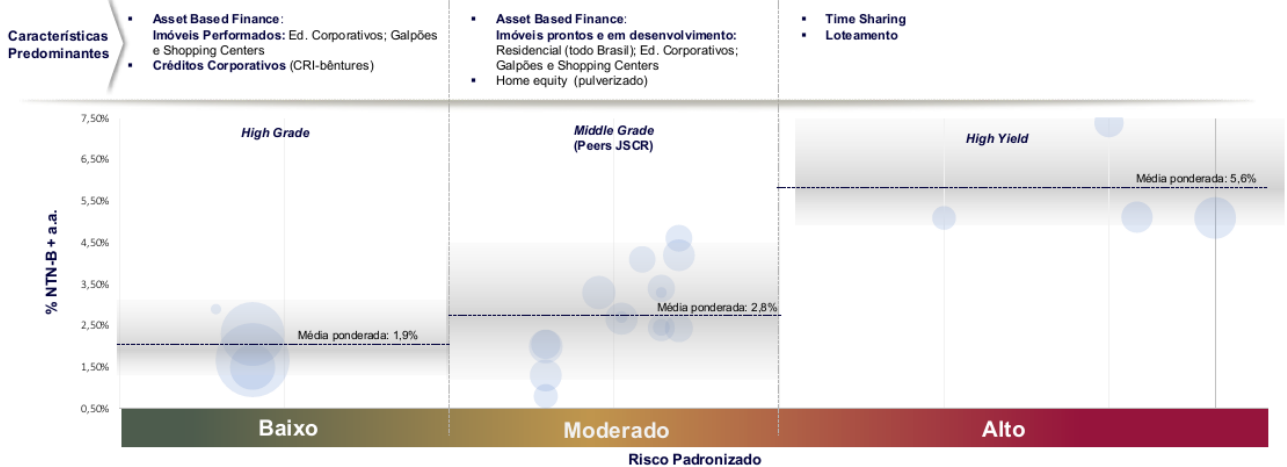 Características
Predominantes
▪ Asset Based Finance:
Imóveis Performados: Ed. Corporativos; Galpões
e Shopping Centers
▪ Créditos Corporativos (CRI-bêntures)
▪ Asset Based Finance:
Imóveis prontos e em desenvolvimento:
Residencial (todo Brasil); Ed. Corporativos;
Galpões e Shopping Centers
▪ Home equity (pulverizado)
▪ Time Sharing
▪ Loteamento
% NTN-B + a.a.
7,50%
6,50%
5,50%
4,50%
3,50%
2,50%
1,50%
0,50%
High Grade
Média ponderada: 1,9%
Middle Grade
(Peers JSCR)
Média ponderada: 2,8%
High Yield
Média ponderada: 5,6%
Baixo
Moderado
Alto
Risco Padronizado